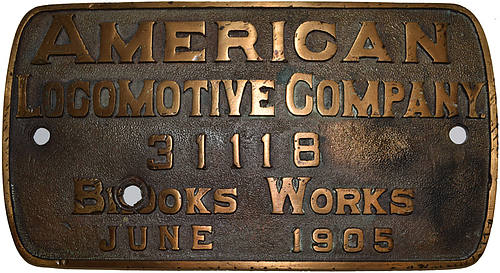 AMERICAN
LOCOMOTIVE COMPANY
31118
BROOKS WORKS
JUNE 1905